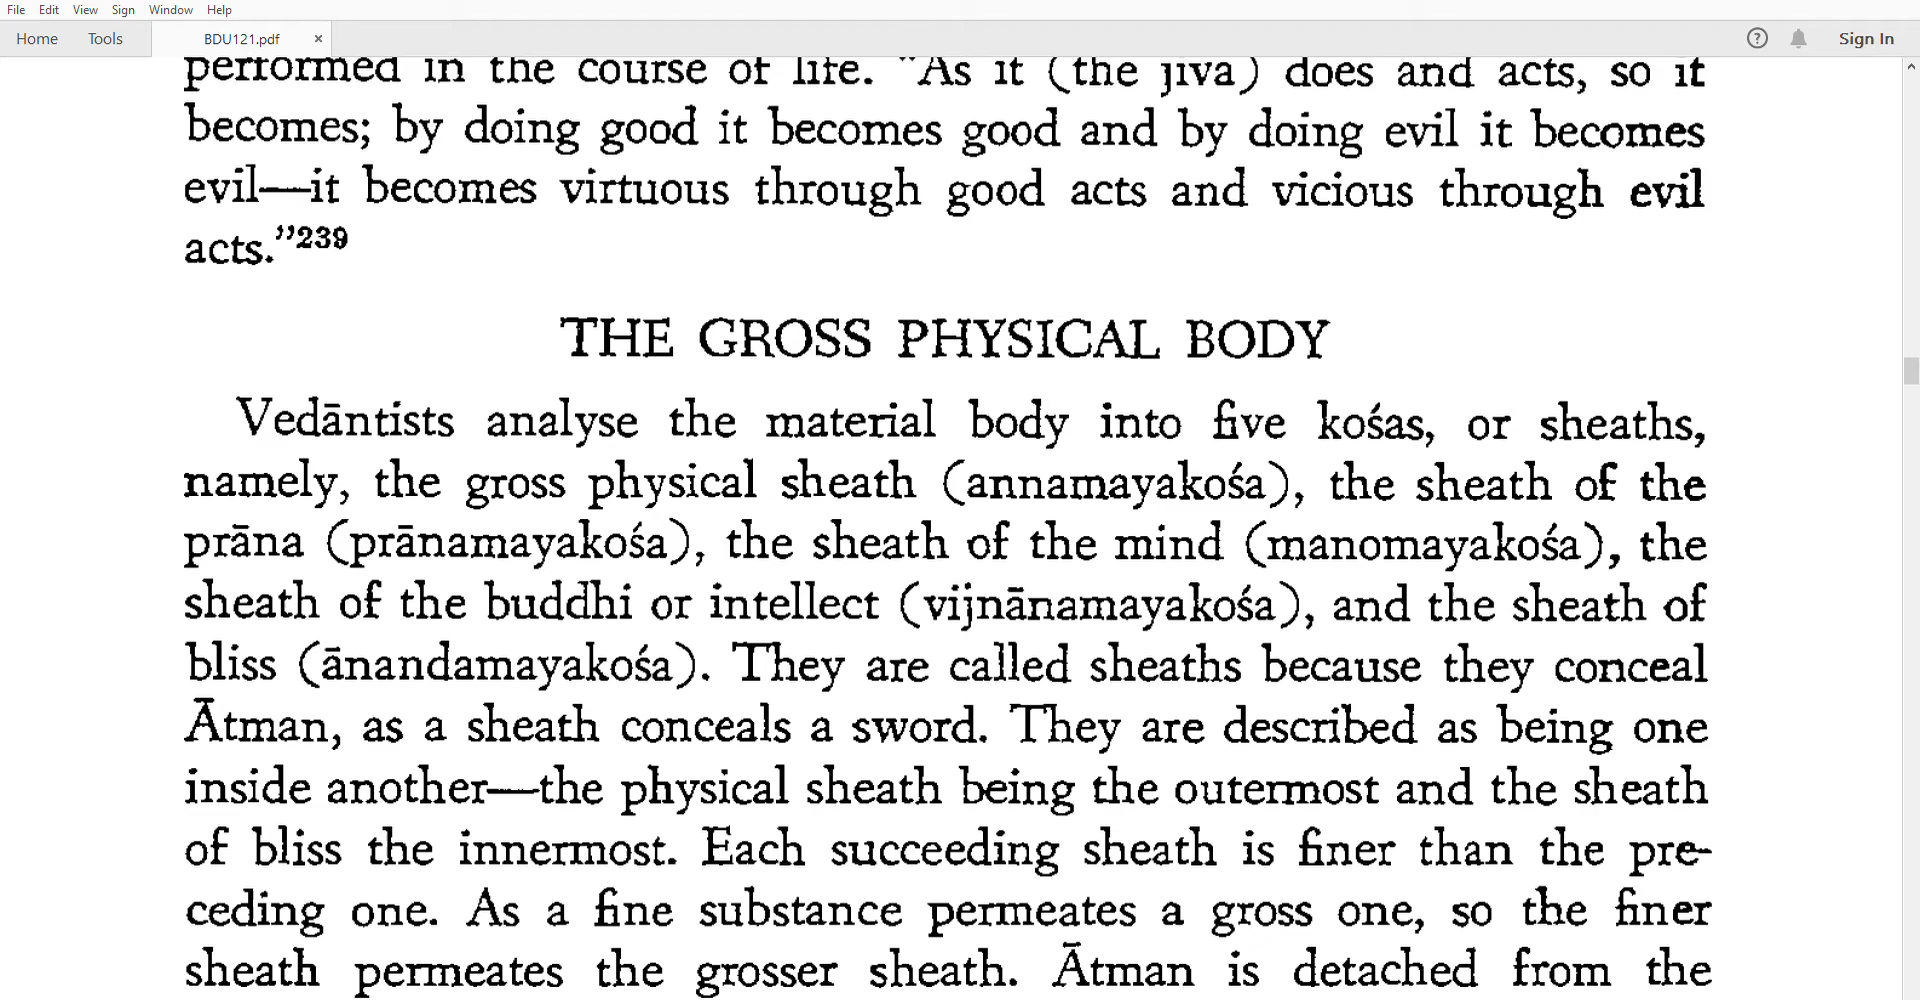 File Edit View Sign Window Help
Home Tools BDU121.pdf × ? Sign In
performed in the course of life. "As it (the jīva) does and acts, so it
becomes; by doing good it becomes good and by doing evil it becomes
evil—it becomes virtuous through good acts and vicious through evil
acts."239
THE GROSS PHYSICAL BODY
Vedāntists analyse the material body into five kośas, or sheaths,
namely, the gross physical sheath (annamayakośa), the sheath of the
prāna (prānamayakośa), the sheath of the mind (manomayakośa), the
sheath of the buddhi or intellect (vijnānamayakośa), and the sheath of
bliss (ānandamayakośa). They are called sheaths because they conceal
Ātman, as a sheath conceals a sword. They are described as being one
inside another—the physical sheath being the outermost and the sheath
of bliss the innermost. Each succeeding sheath is finer than the pre-
ceding one. As a fine substance permeates a gross one, so the finer
sheath permeates the grosser sheath. Ātman is detached from the